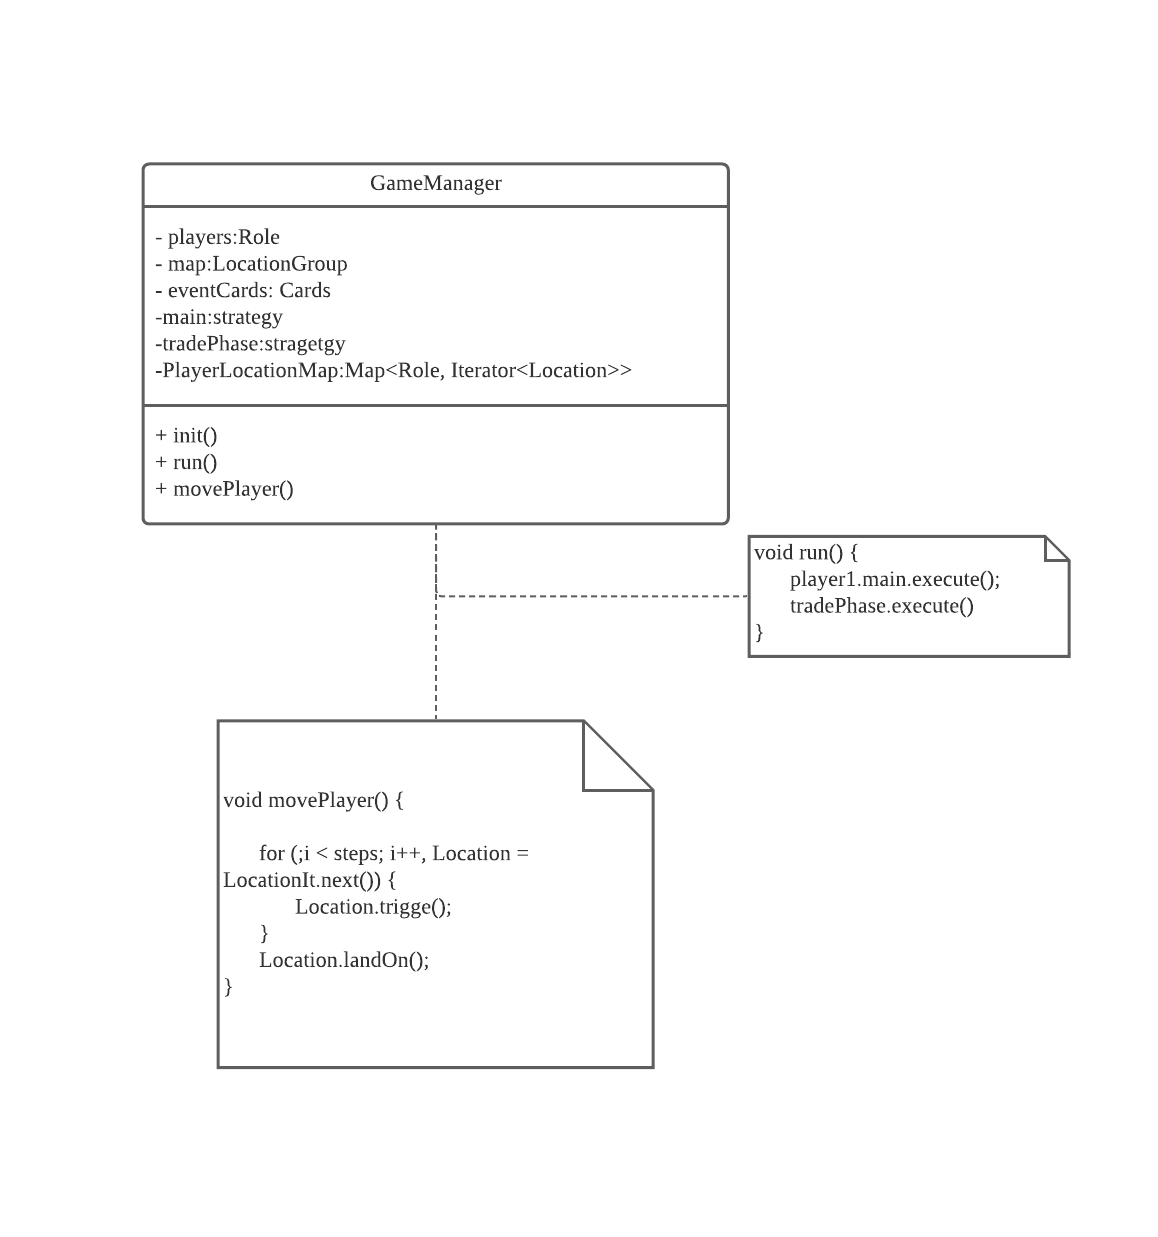 GameManager
- players:Role
- map:LocationGroup
- eventCards: Cards
-main:strategy
-tradePhase:stragetgy
-PlayerLocationMap:Map<Role, Iterator<Location>>
+ init()
+ run()
+ movePlayer()
void run() {
player1.main.execute();
tradePhase.execute()
}
void movePlayer() {
for (;i < steps; i++, Location =
LocationIt.next()) {
Location.trigge();
}
Location.landOn();
}